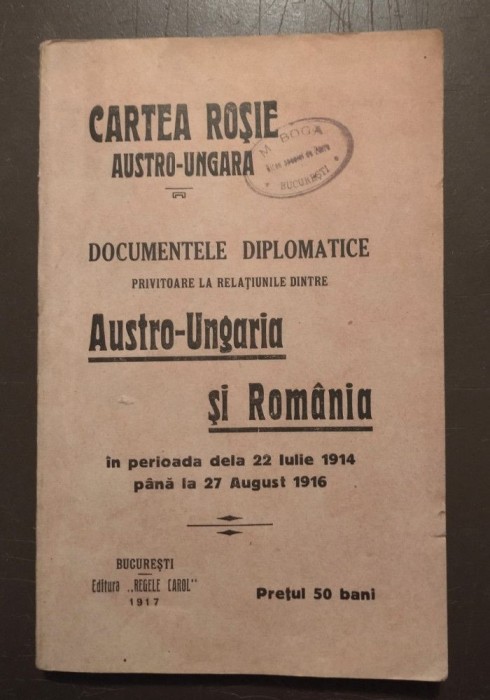 CARTEA ROȘIE
AUSTRO-UNGARA
M. BOGA
BUCUREȘTI
DOCUMENTELE DIPLOMATICE
PRIVITOARE LA RELAȚIUNILE DINTRE
Austro-Ungaria
și România
în perioada dela 22 Iulie 1914
până la 27 August 1916
BUCUREȘTI
Editura „REGELE CAROL"
1917
Prețul 50 bani